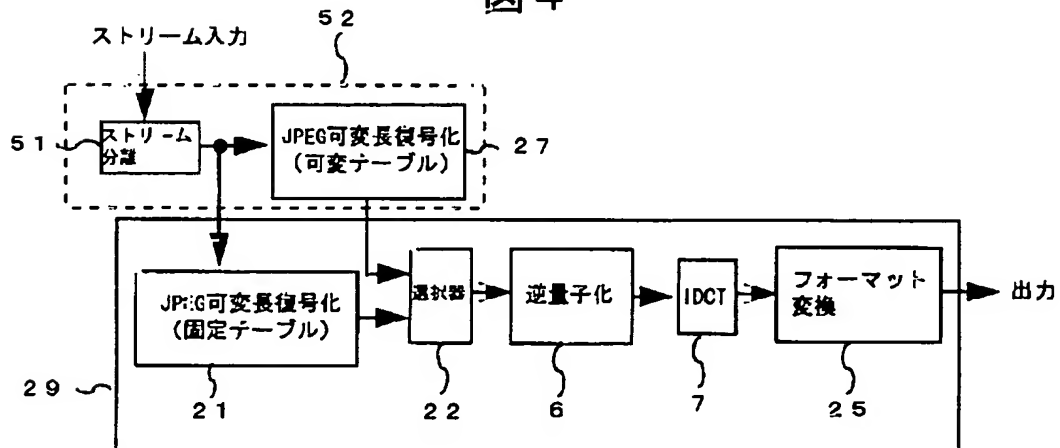 図4
52
ストリーム入力
51
ストリーム
分離
JPEG可変長復号化
(可変テーブル)
27
JPEG可変長復号化
(固定テーブル)
選択器
逆量子化
IDCT
フォーマット
変換
出力
29
21
22
6
7
25